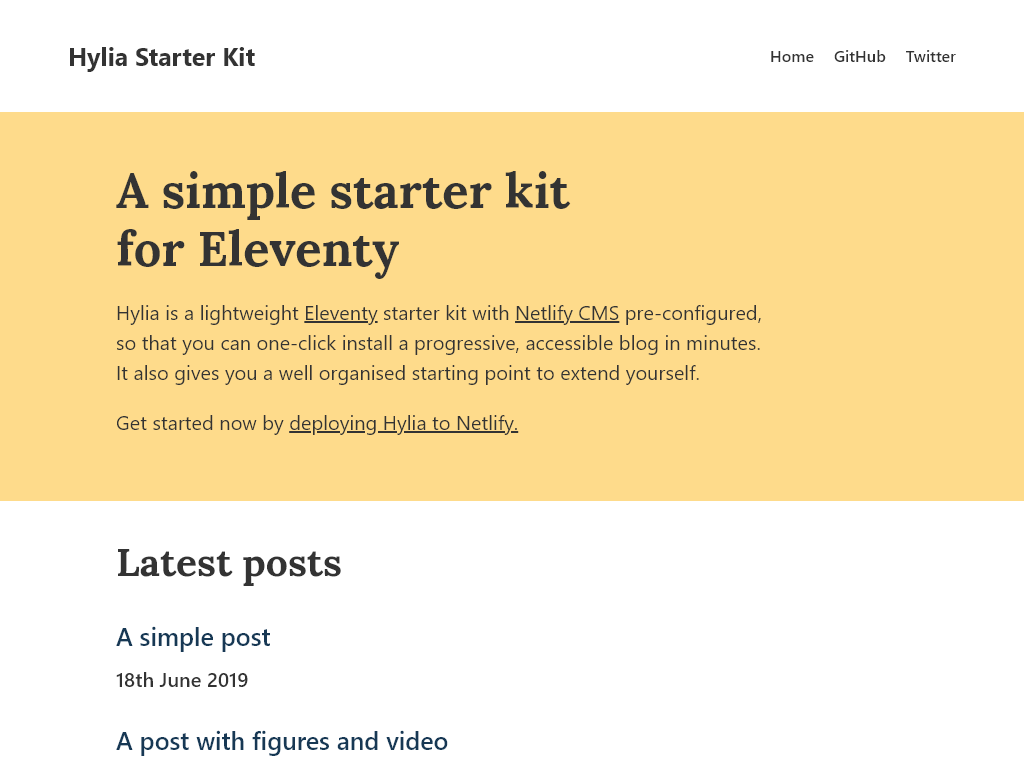 Hylia Starter Kit
Home GitHub Twitter
A simple starter kit
for Eleventy
Hylia is a lightweight Eleventy starter kit with Netlify CMS pre-configured,
so that you can one-click install a progressive, accessible blog in minutes.
It also gives you a well organised starting point to extend yourself.
Get started now by deploying Hylia to Netlify.
Latest posts
A simple post
18th June 2019
A post with figures and video